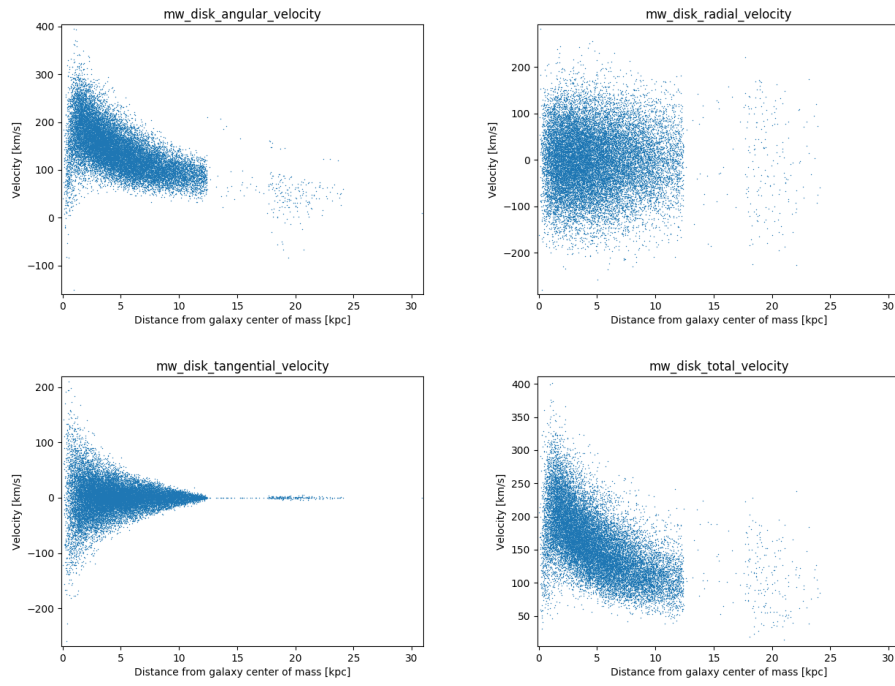 mw_disk_angular_velocity
400
300
200
100
0
−100
Velocity [km/s]
0 5 10 15 20 25 30
Distance from galaxy center of mass [kpc]
mw_disk_radial_velocity
200
100
0
−100
−200
Velocity [km/s]
0 5 10 15 20 25 30
Distance from galaxy center of mass [kpc]
mw_disk_tangential_velocity
200
100
0
−100
−200
Velocity [km/s]
0 5 10 15 20 25 30
Distance from galaxy center of mass [kpc]
mw_disk_total_velocity
400
350
300
250
200
150
100
50
Velocity [km/s]
0 5 10 15 20 25 30
Distance from galaxy center of mass [kpc]